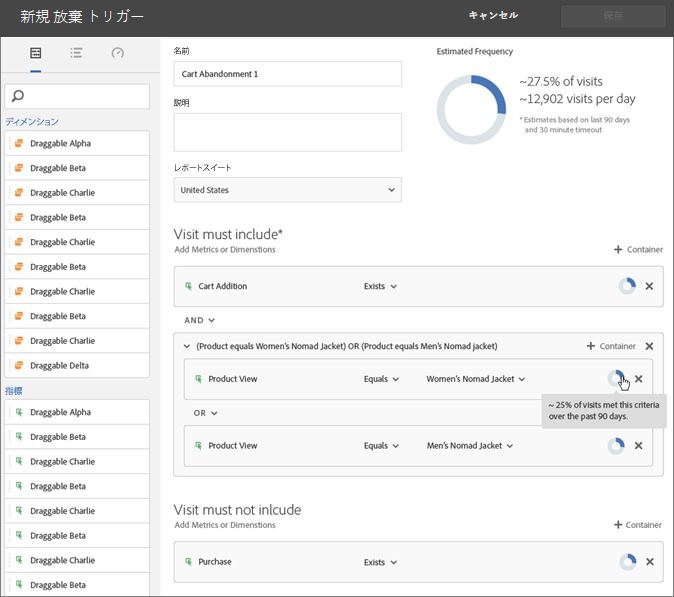 新規 放棄 トリガー
キャンセル
保存
ディメンション
Draggable Alpha
Draggable Beta
Draggable Charlie
Draggable Beta
Draggable Charlie
Draggable Beta
Draggable Charlie
Draggable Beta
Draggable Charlie
Draggable Delta
指標
Draggable Alpha
Draggable Beta
Draggable Charlie
Draggable Beta
Draggable Charlie
Draggable Beta
Draggable Charlie
Draggable Beta
名前
Cart Abandonment 1
説明
レポートスイート
United States
Estimated Frequency
~27.5% of visits
~12,902 visits per day
* Estimates based on last 90 days
and 30 minute timeout
Visit must include*
Add Metrics or Dimenstions
+ Container
Cart Addition Exists
AND
(Product equals Women's Nomad Jacket) OR (Product equals Men's Nomad jacket)
+ Container
Product View Equals Women's Nomad Jacket
~ 25% of visits met this criteria
over the past 90 days.
OR
Product View Equals Men's Nomad Jacket
Visit must not inlcude
Add Metrics or Dimenstions
+ Container
Purchase Exists